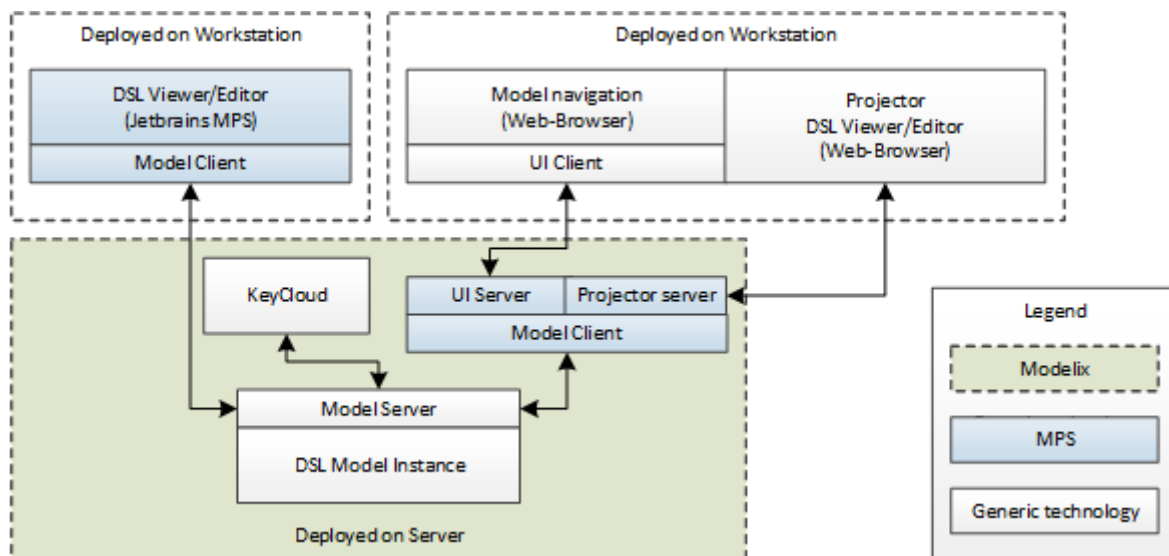 Deployed on Workstation
DSL Viewer/Editor
(Jetbrains MPS)
Model Client
Deployed on Workstation
Model navigation
(Web-Browser)
UI Client
Projector
DSL Viewer/Editor
(Web-Browser)
KeyCloud
UI Server
Projector server
Model Client
Model Server
DSL Model Instance
Deployed on Server
Legend
Modelix
MPS
Generic technology